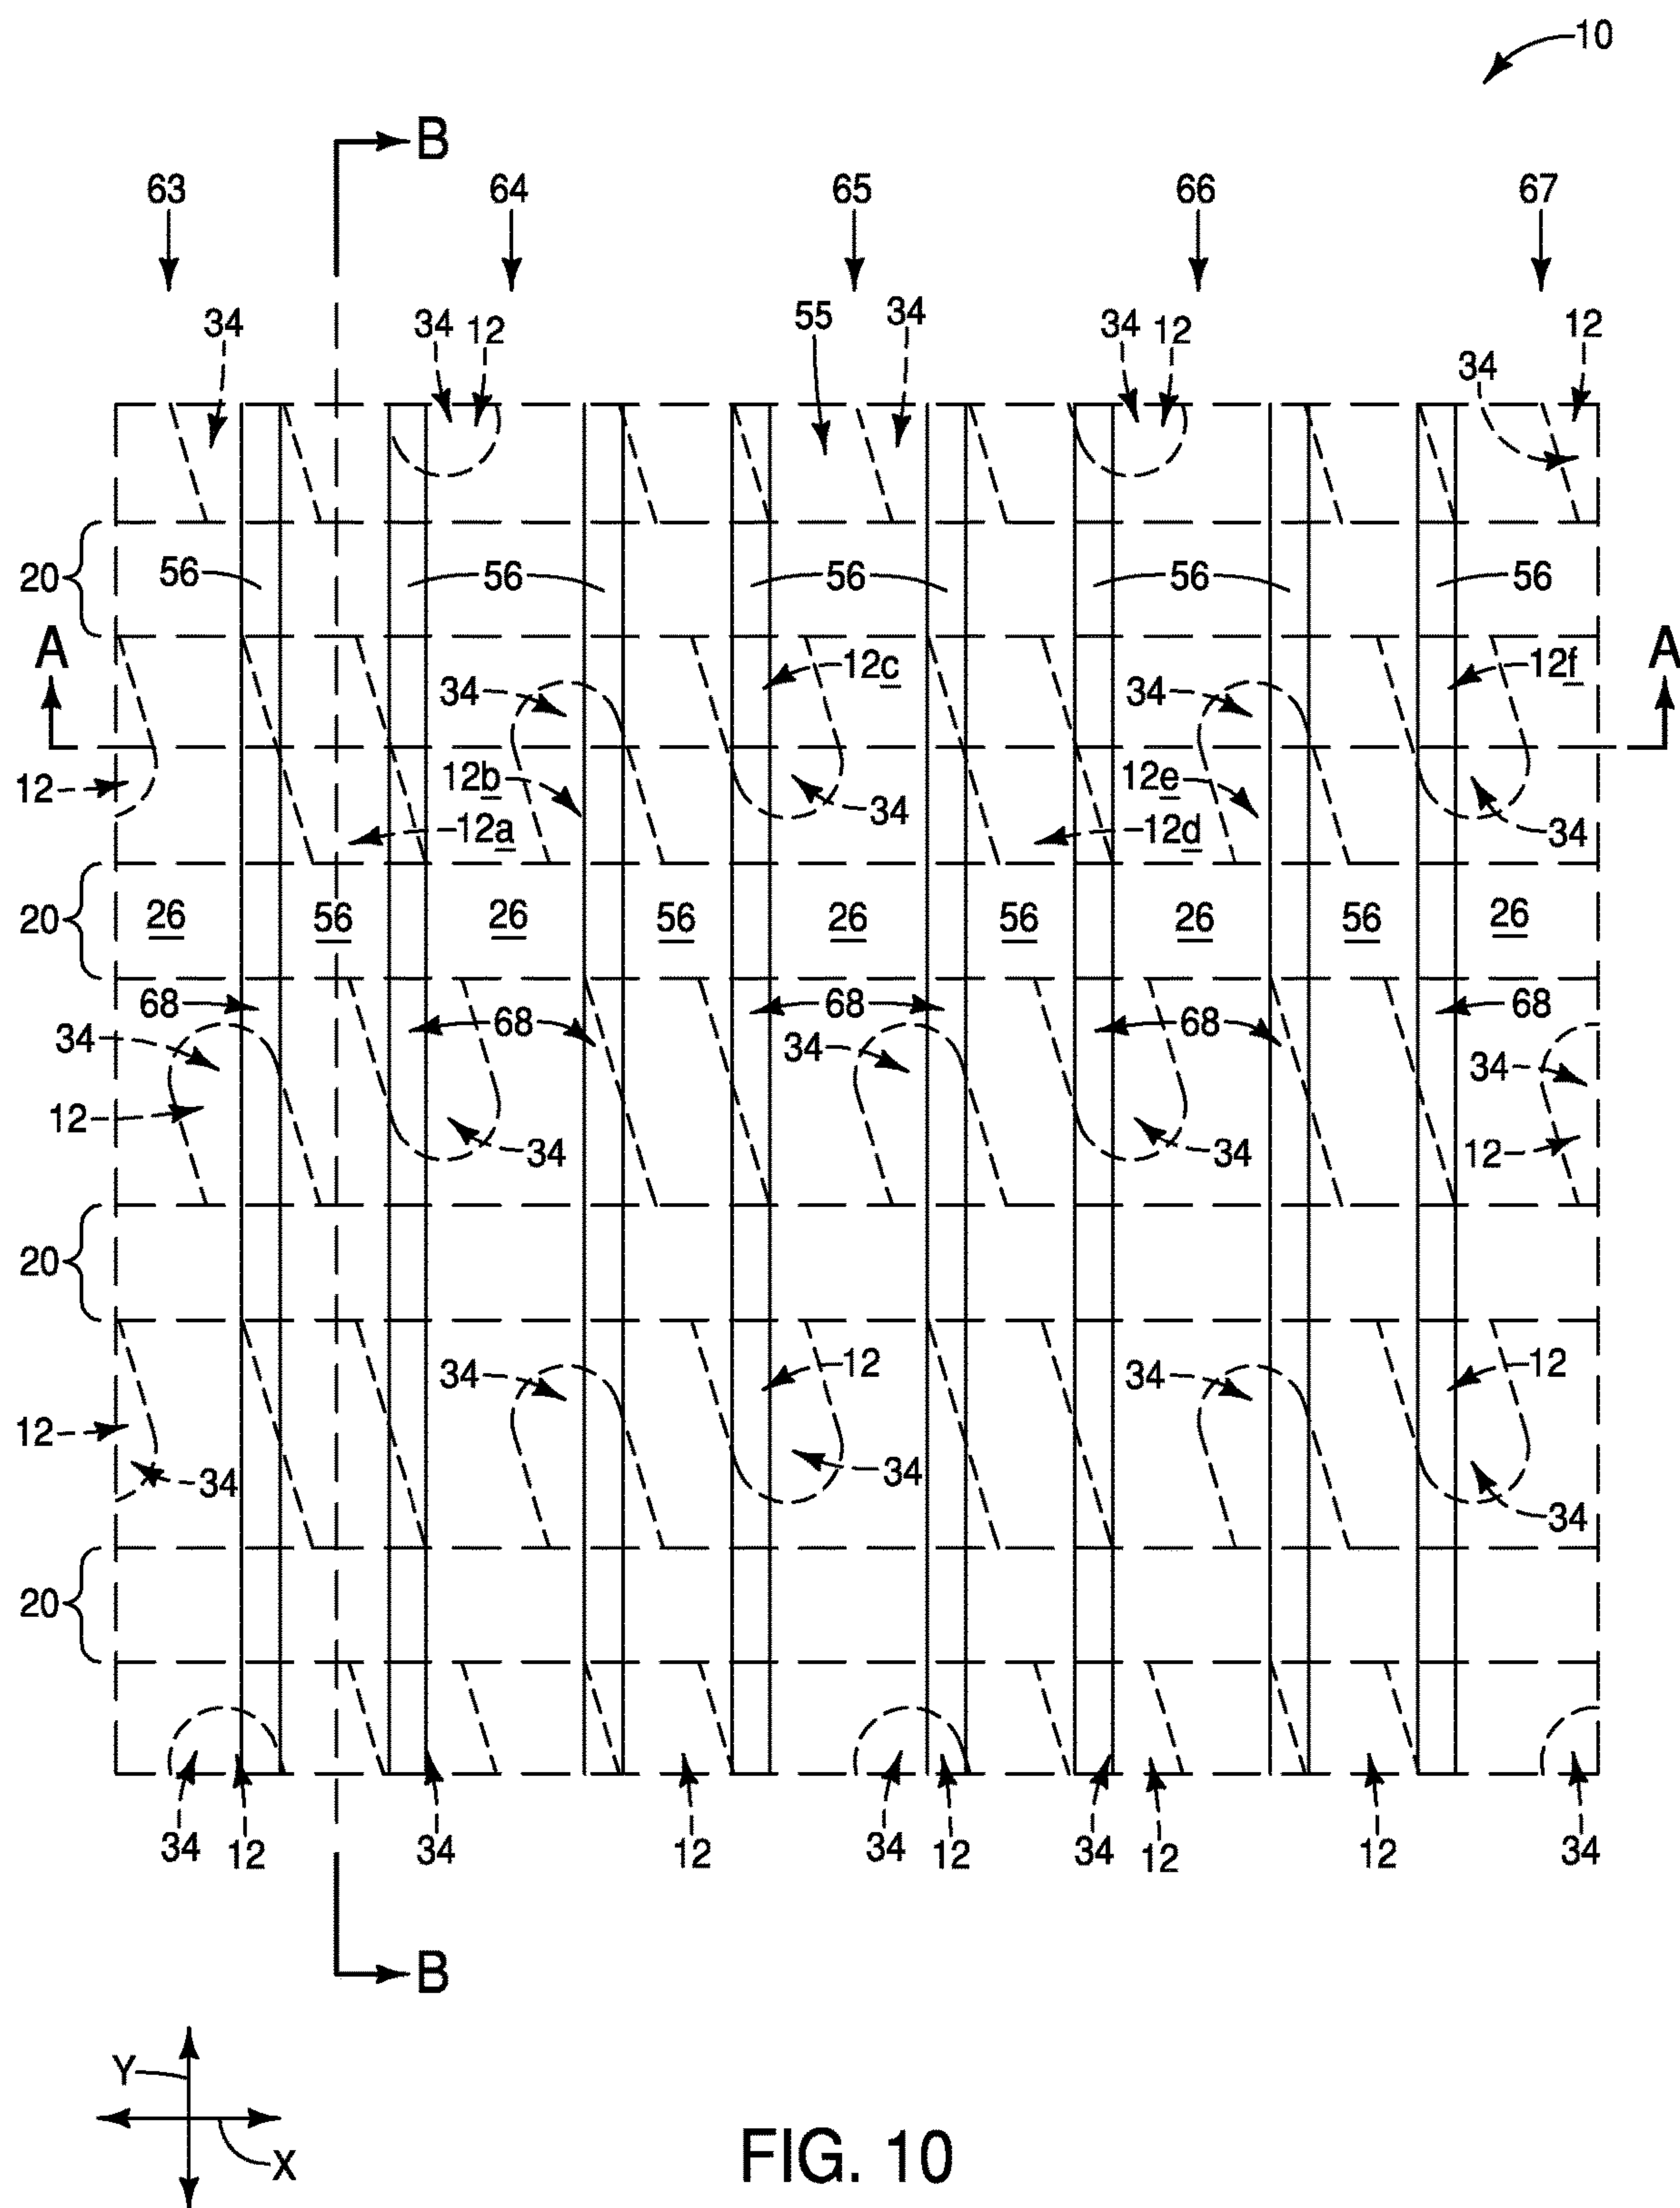 10
B
63 64 65 66 67
34 34 12 55 34 34 12 34 12
20 56 56 56 56 56
A 34 12c 34 12f A
12 12b 34 12e 34
12a 12d
20 26 56 26 56 26 56 26 56 26
68 68 68 68 68
34 34 34
12 34 34 12
20
34 12 34 12
12 34 34 34
20
34 12 34 12 34 12 34 12 12 34
B
Y
X
FIG. 10